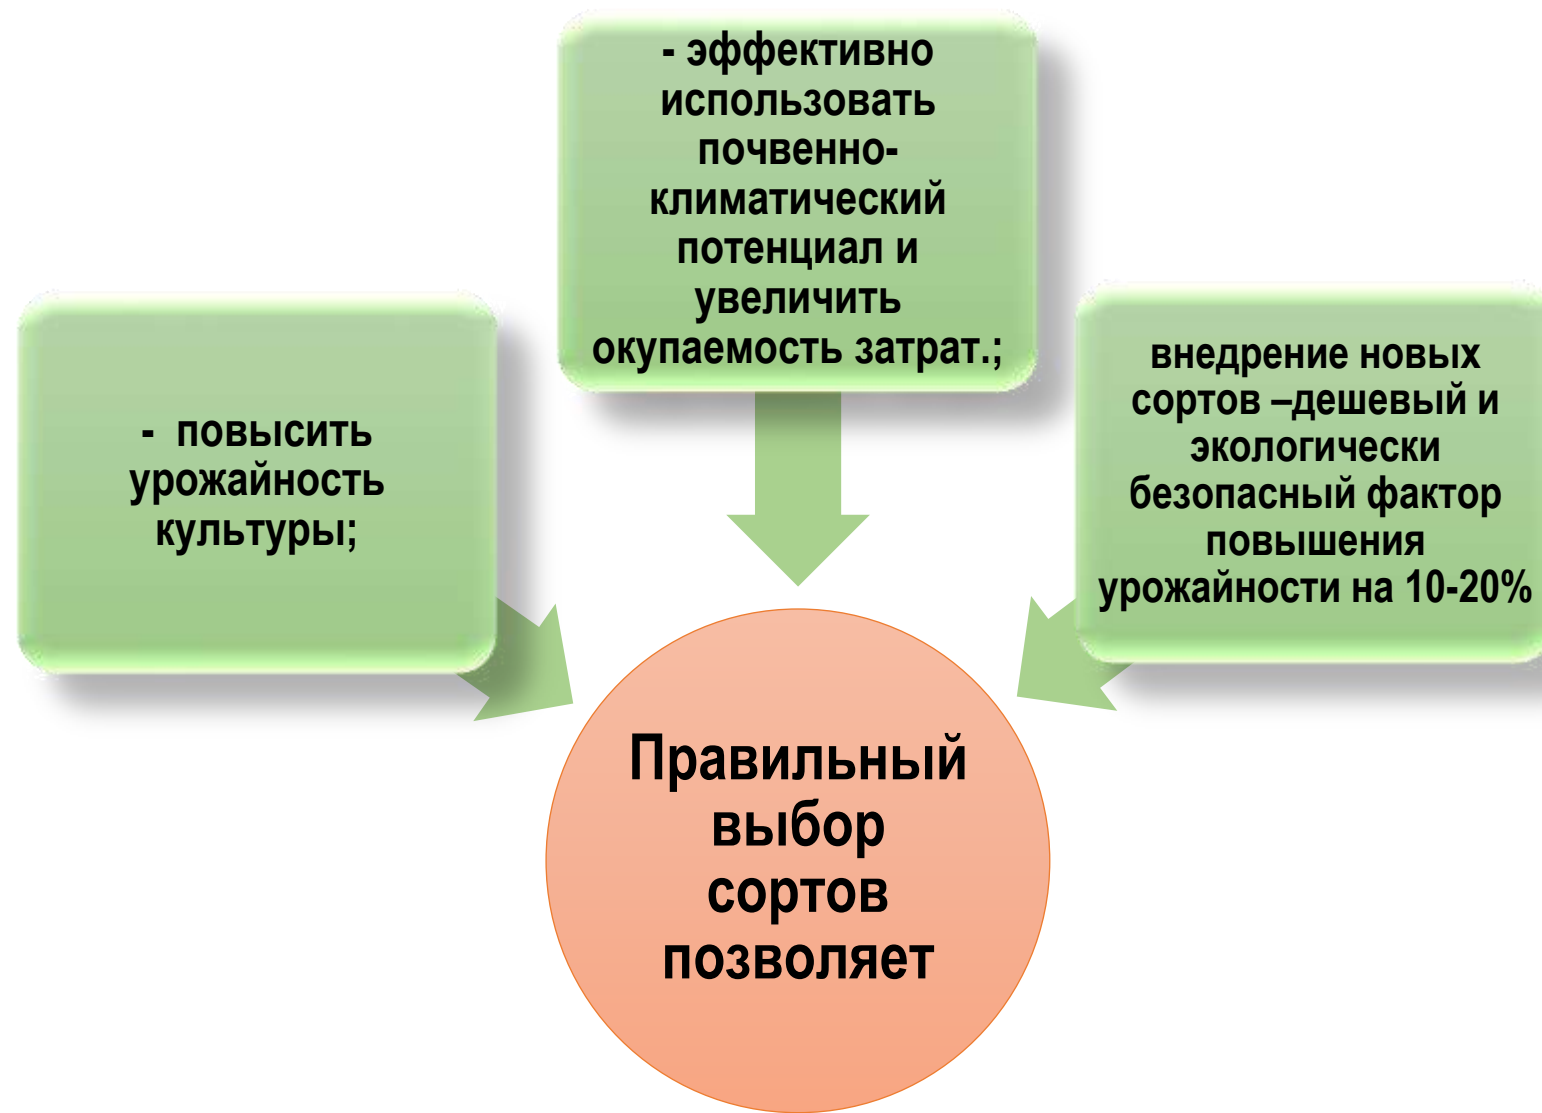 - повысить
урожайность
культуры;
- эффективно
использовать
почвенно-
климатический
потенциал и
увеличить
окупаемость затрат.;
внедрение новых
сортов –дешевый и
экологически
безопасный фактор
повышения
урожайности на 10-20%
Правильный
выбор
сортов
позволяет